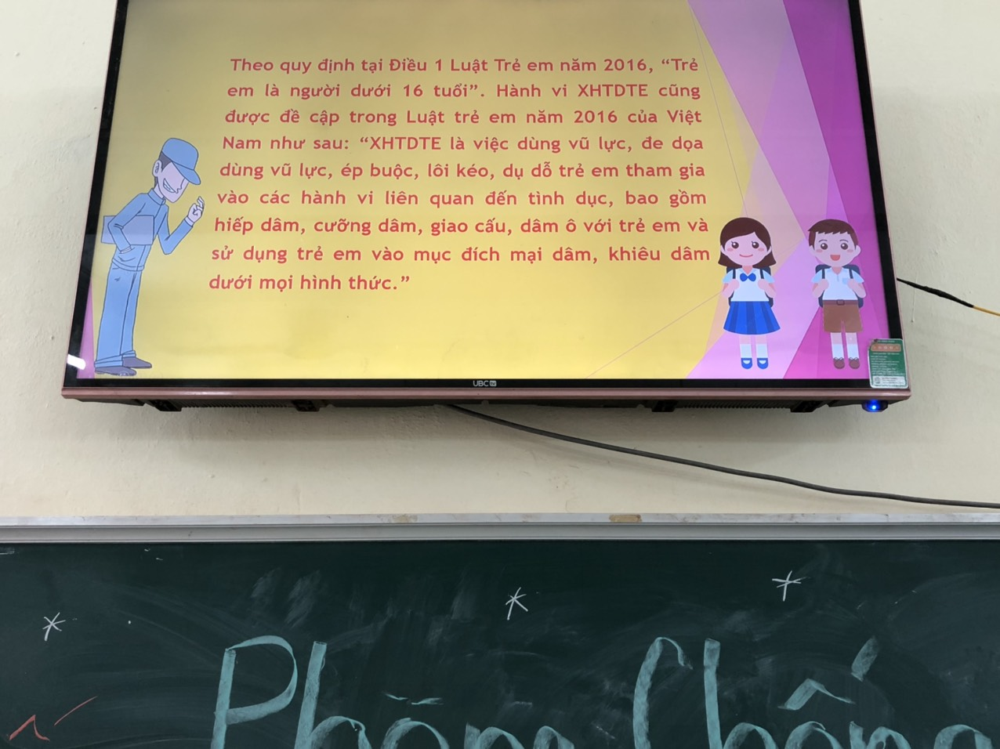 Theo quy định tại Điều 1 Luật Trẻ em năm 2016, “Trẻ
em là người dưới 16 tuổi”. Hành vi XHTDTE cũng
được đề cập trong Luật trẻ em năm 2016 của Việt
Nam như sau: “XHTDTE là việc dùng vũ lực, đe dọa
dùng vũ lực, ép buộc, lôi kéo, dụ dỗ trẻ em tham gia
vào các hành vi liên quan đến tình dục, bao gồm
hiếp dâm, cưỡng dâm, giao cấu, dâm ô với trẻ em và
sử dụng trẻ em vào mục đích mại dâm, khiêu dâm
dưới mọi hình thức.”
UBC tv
Phòng Chống